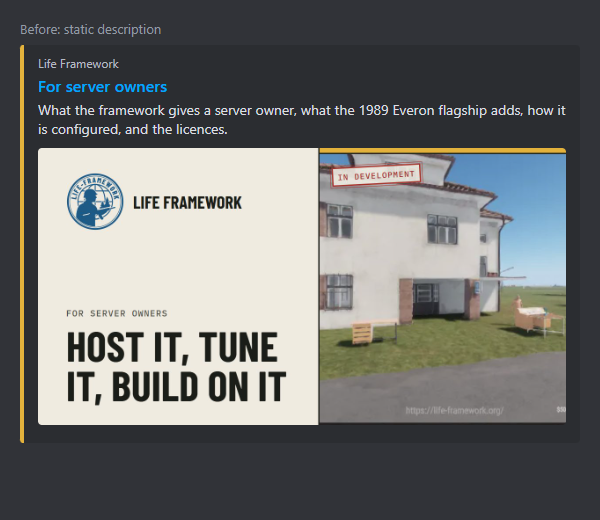 Before: static description
Life Framework
For server owners
What the framework gives a server owner, what the 1989 Everon flagship adds, how it
is configured, and the licences.
LIFE-FRAMEWORK
LIFE FRAMEWORK
IN DEVELOPMENT
FOR SERVER OWNERS
HOST IT, TUNE
IT, BUILD ON IT
https://life-framework.org/